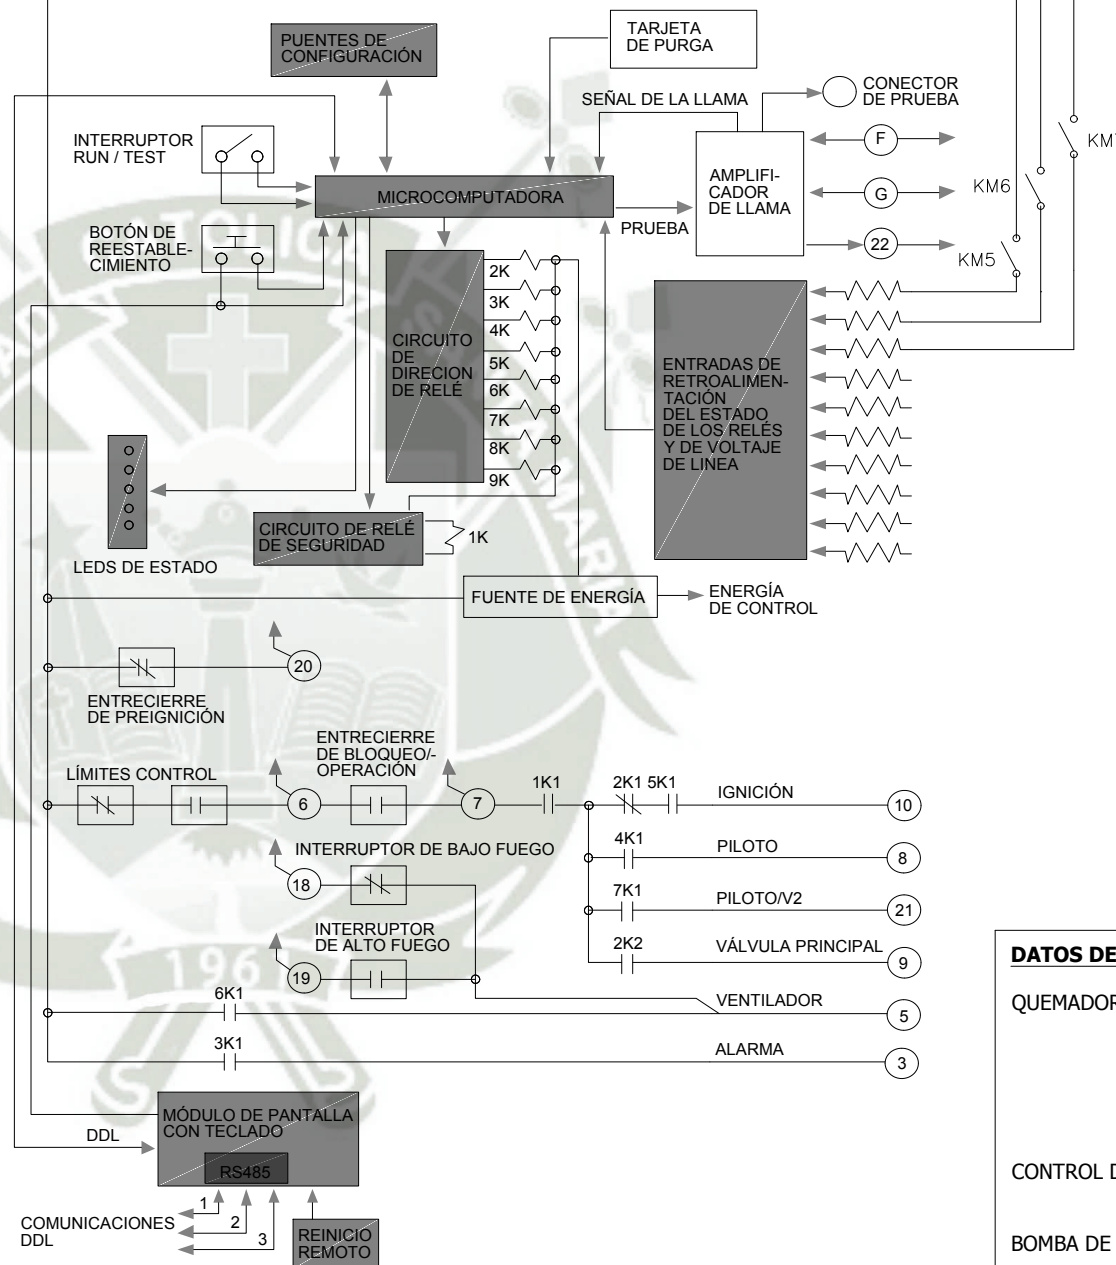 PUENTES DE
CONFIGURACIÓN
TARJETA
DE PURGA
SEÑAL DE LA LLAMA
CONECTOR
DE PRUEBA
INTERRUPTOR
RUN / TEST
F
KM6
AMPLIFI-
CADOR
DE LLAMA
G
MICROCOMPUTADORA
PRUEBA
22
KM5
BOTÓN DE
REESTABLE-
CIMIENTO
CIRCUITO
DE
DIRECION
DE RELÉ
2K
3K
4K
5K
6K
7K
8K
9K
ENTRADAS DE
RETROALIMEN-
TACIÓN
DEL ESTADO
DE LOS RELÉS
Y DE VOLTAJE
DE LINEA
LEDS DE ESTADO
CIRCUITO DE RELÉ
DE SEGURIDAD
1K
FUENTE DE ENERGÍA
ENERGÍA
DE CONTROL
20
ENTRECIERRE
DE PREIGNICIÓN
LÍMITES CONTROL
6
ENTRECIERRE
DE BLOQUEO/-
OPERACIÓN
7
1K1
2K1 5K1
IGNICIÓN
10
4K1
PILOTO
8
7K1
PILOTO/V2
21
2K2
VÁLVULA PRINCIPAL
9
INTERRUPTOR DE BAJO FUEGO
18
INTERRUPTOR
DE ALTO FUEGO
19
6K1
VENTILADOR
5
3K1
ALARMA
3
MÓDULO DE PANTALLA
CON TECLADO
RS485
DDL
1
2
3
COMUNICACIONES
DDL
REINICIO
REMOTO
DATOS DE
QUEMADOR
CONTROL D
BOMBA DE
CATOLICA
SANTA MARIA
1961